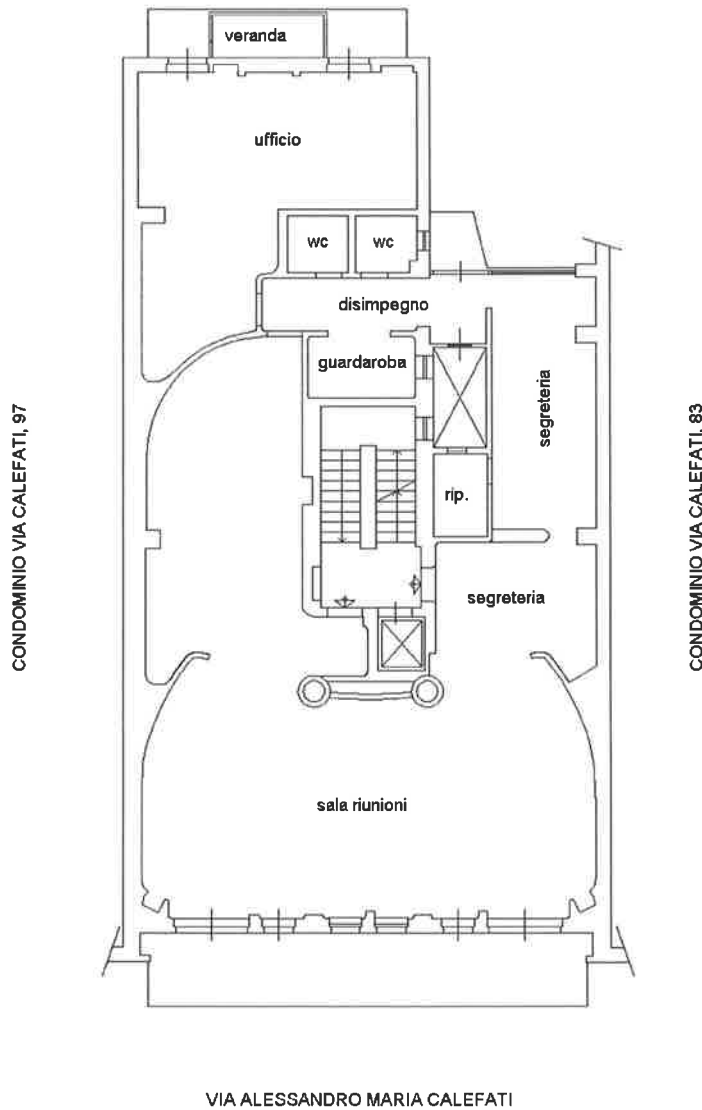 veranda
ufficio
wc
wc
disimpegno
guardaroba
segreteria
rip.
segreteria
sala riunioni
CONDOMINIO VIA CALEFATI, 97
CONDOMINIO VIA CALEFATI, 83
VIA ALESSANDRO MARIA CALEFATI